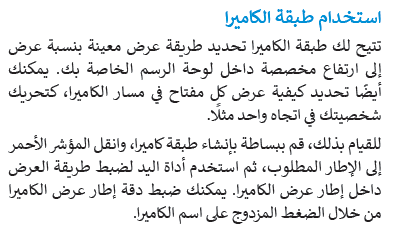 استخدام طبقة الكاميرا
تتيح لك طبقة الكاميرا تحديد طريقة عرض معينة بنسبة عرض
إلى ارتفاع مخصصة داخل لوحة الرسم الخاصة بك. يمكنك
أيضًا تحديد كيفية عرض كل مفتاح في مسار الكاميرا، كتحريك
شخصيتك في اتجاه واحد مثلًا.
للقيام بذلك، قم ببساطة بإنشاء طبقة كاميرا، وانقل المؤشر الأحمر
إلى الإطار المطلوب، ثم استخدم أداة اليد لضبط طريقة العرض
داخل إطار عرض الكاميرا. يمكنك ضبط دقة إطار عرض الكاميرا
من خلال الضغط المزدوج على اسم الكاميرا.